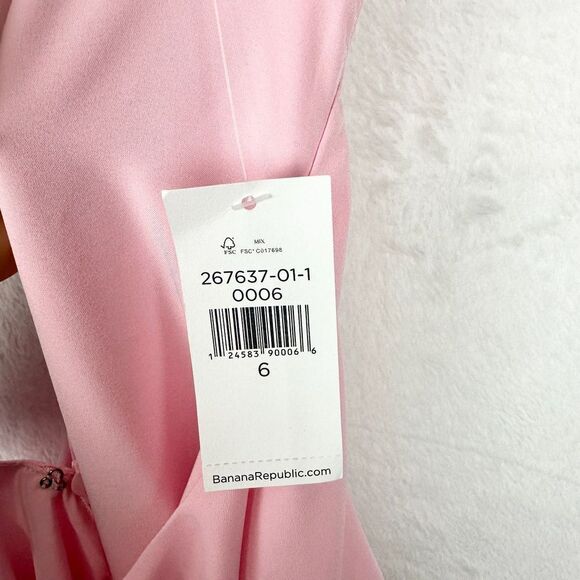 FSC
MIX
FSC® C017698
267637-01-1
0006
1 24583 90006 6
6
BananaRepublic.com